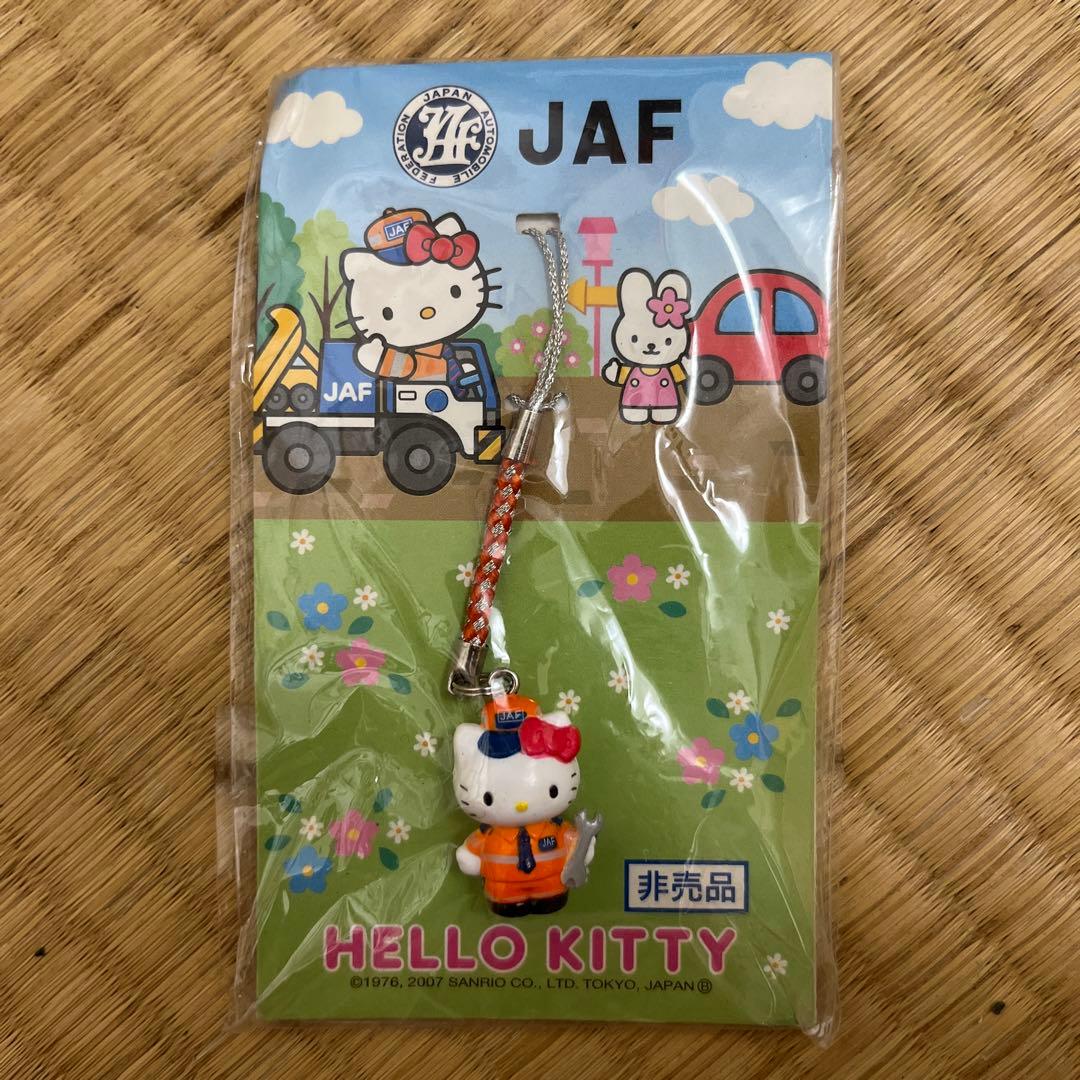 JAPAN AUTOMOBILE FEDERATION
JAF
JAF
JAF
JAF
JAF
非売品
HELLO KITTY
©1976, 2007 SANRIO CO., LTD. TOKYO, JAPAN Ⓑ